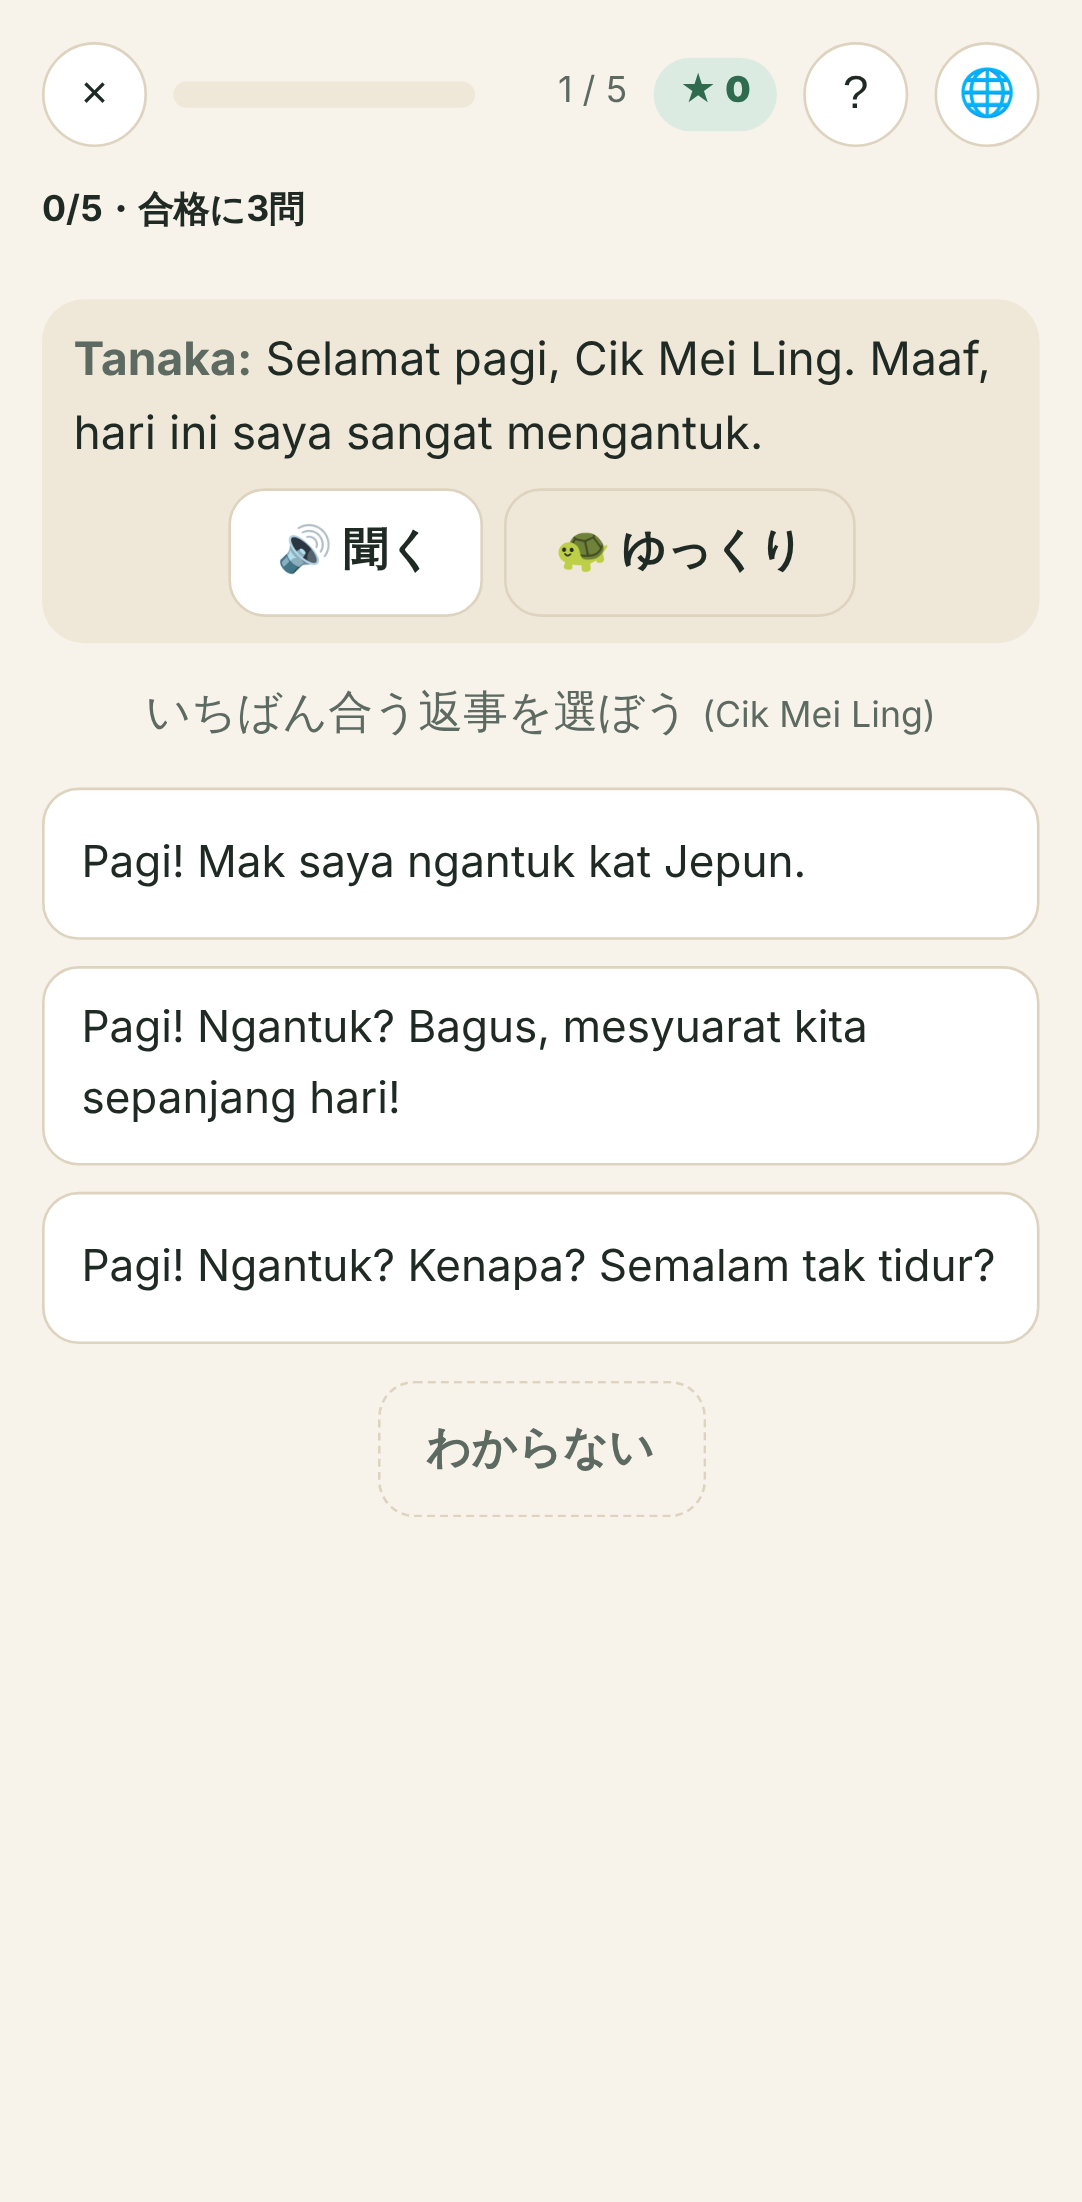 ×
1 / 5
★ 0
?
0/5・合格に3問
Tanaka: Selamat pagi, Cik Mei Ling. Maaf,
hari ini saya sangat mengantuk.
聞く
ゆっくり
いちばん合う返事を選ぼう (Cik Mei Ling)
Pagi! Mak saya ngantuk kat Jepun.
Pagi! Ngantuk? Bagus, mesyuarat kita
sepanjang hari!
Pagi! Ngantuk? Kenapa? Semalam tak tidur?
わからない